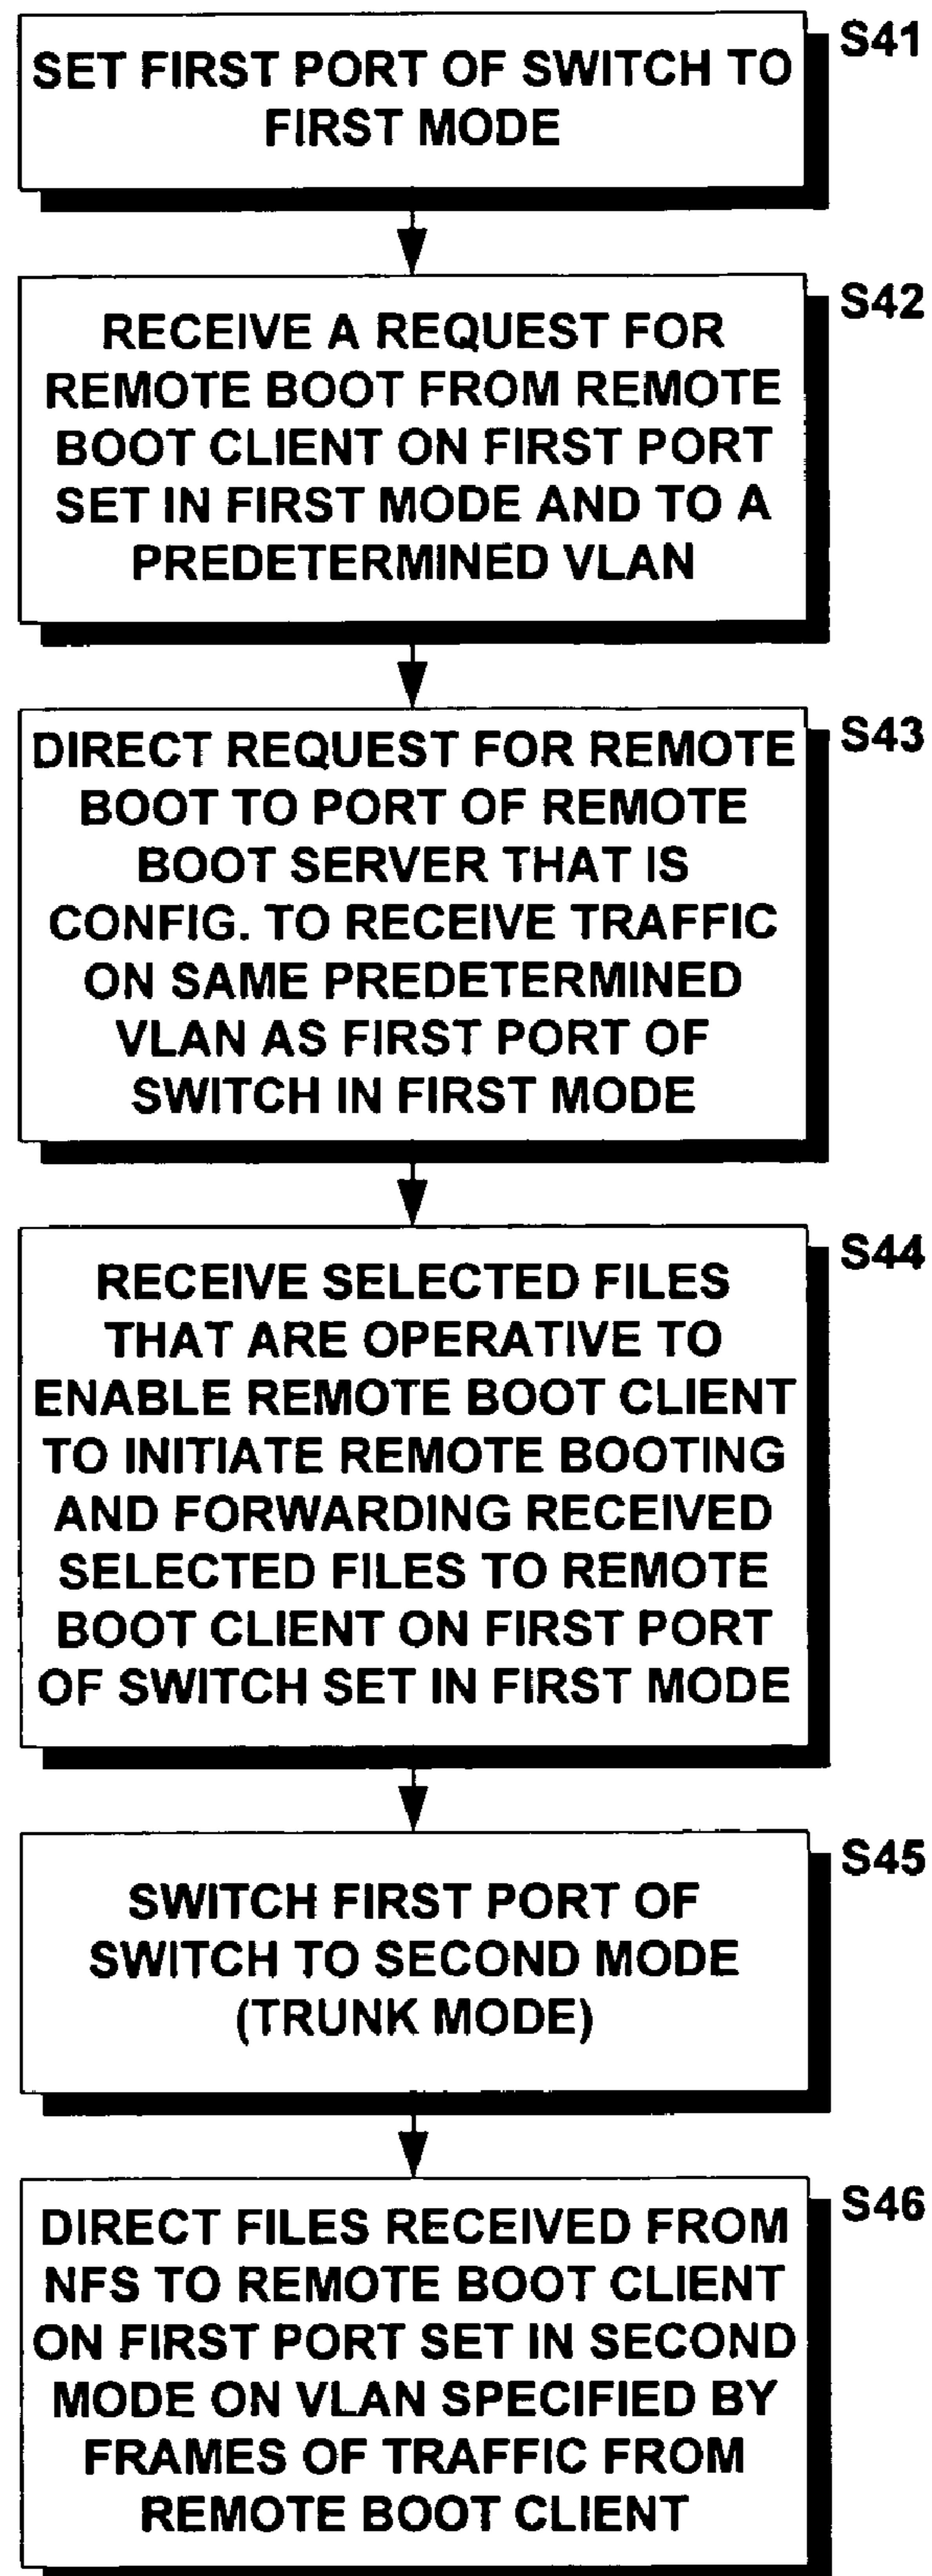 S41
SET FIRST PORT OF SWITCH TO
FIRST MODE
S42
RECEIVE A REQUEST FOR
REMOTE BOOT FROM REMOTE
BOOT CLIENT ON FIRST PORT
SET IN FIRST MODE AND TO A
PREDETERMINED VLAN
S43
DIRECT REQUEST FOR REMOTE
BOOT TO PORT OF REMOTE
BOOT SERVER THAT IS
CONFIG. TO RECEIVE TRAFFIC
ON SAME PREDETERMINED
VLAN AS FIRST PORT OF
SWITCH IN FIRST MODE
S44
RECEIVE SELECTED FILES
THAT ARE OPERATIVE TO
ENABLE REMOTE BOOT CLIENT
TO INITIATE REMOTE BOOTING
AND FORWARDING RECEIVED
SELECTED FILES TO REMOTE
BOOT CLIENT ON FIRST PORT
OF SWITCH SET IN FIRST MODE
S45
SWITCH FIRST PORT OF
SWITCH TO SECOND MODE
(TRUNK MODE)
S46
DIRECT FILES RECEIVED FROM
NFS TO REMOTE BOOT CLIENT
ON FIRST PORT SET IN SECOND
MODE ON VLAN SPECIFIED BY
FRAMES OF TRAFFIC FROM
REMOTE BOOT CLIENT